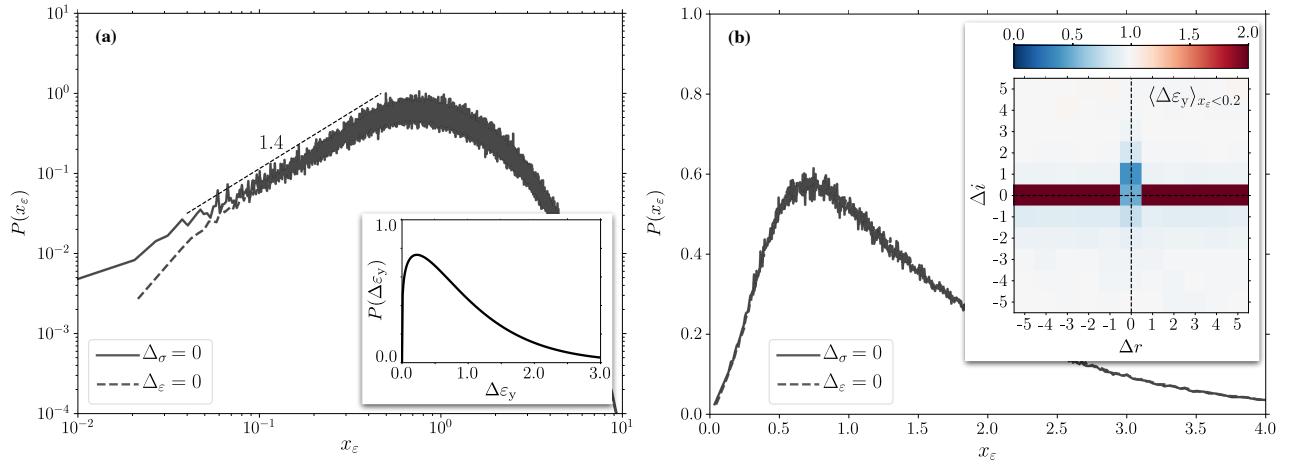 (a)
10^1
10^0
10^{-1}
10^{-2}
10^{-3}
10^{-4}
P(x_ε)
1.4
Δ_σ = 0
Δ_ε = 0
10^{-2} 10^{-1} 10^0 10^1
x_ε
1.0
0.0
P(Δε_y)
0.0 1.0 2.0 3.0
Δε_y
(b)
1.0
0.8
0.6
0.4
0.2
0.0
P(x_ε)
Δ_σ = 0
Δ_ε = 0
0.0 0.5 1.0 1.5 2.0 2.5 3.0 3.5 4.0
x_ε
0.0 0.5 1.0 1.5 2.0
⟨Δε_y⟩_{x_ε<0.2}
5
4
3
2
1
0
-1
-2
-3
-4
-5
Δi
-5 -4 -3 -2 -1 0 1 2 3 4 5
Δr